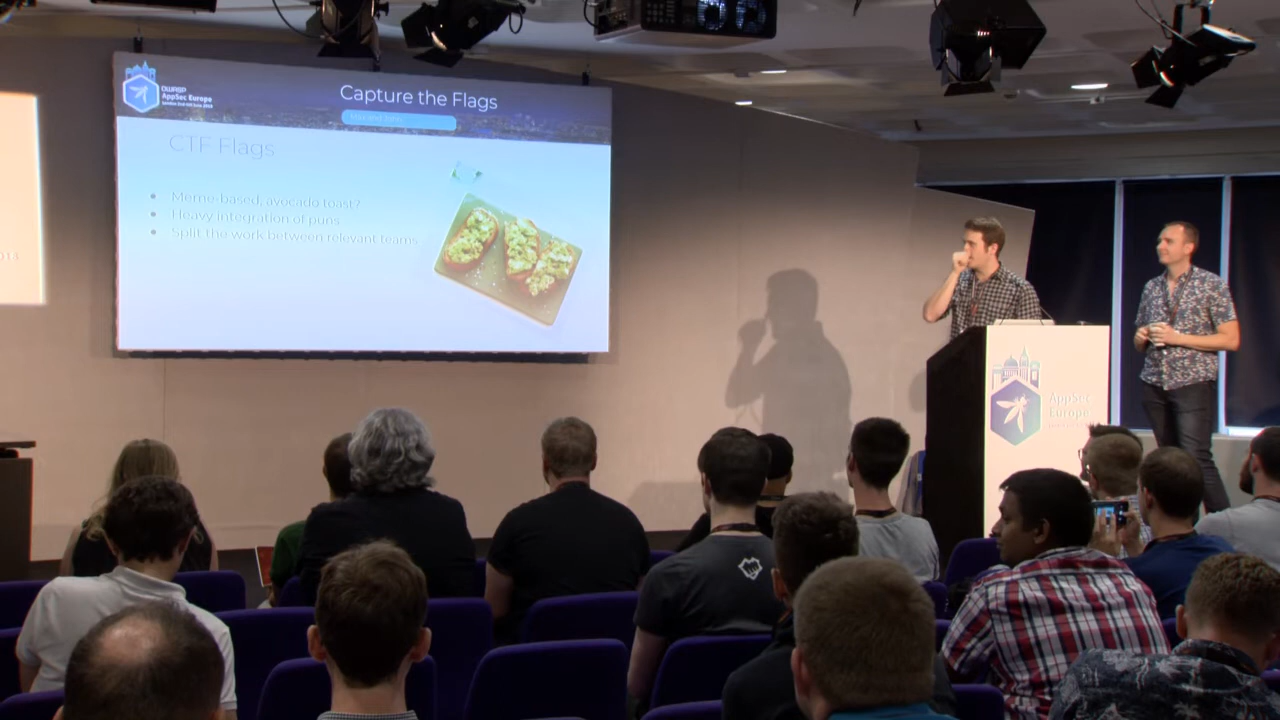 OWASP
AppSec Europe
Capture the Flags
CTF Flags
Meme-based, avocado toast?
Heavy integration of puns
Split the work between relevant teams
AppSec
Europe